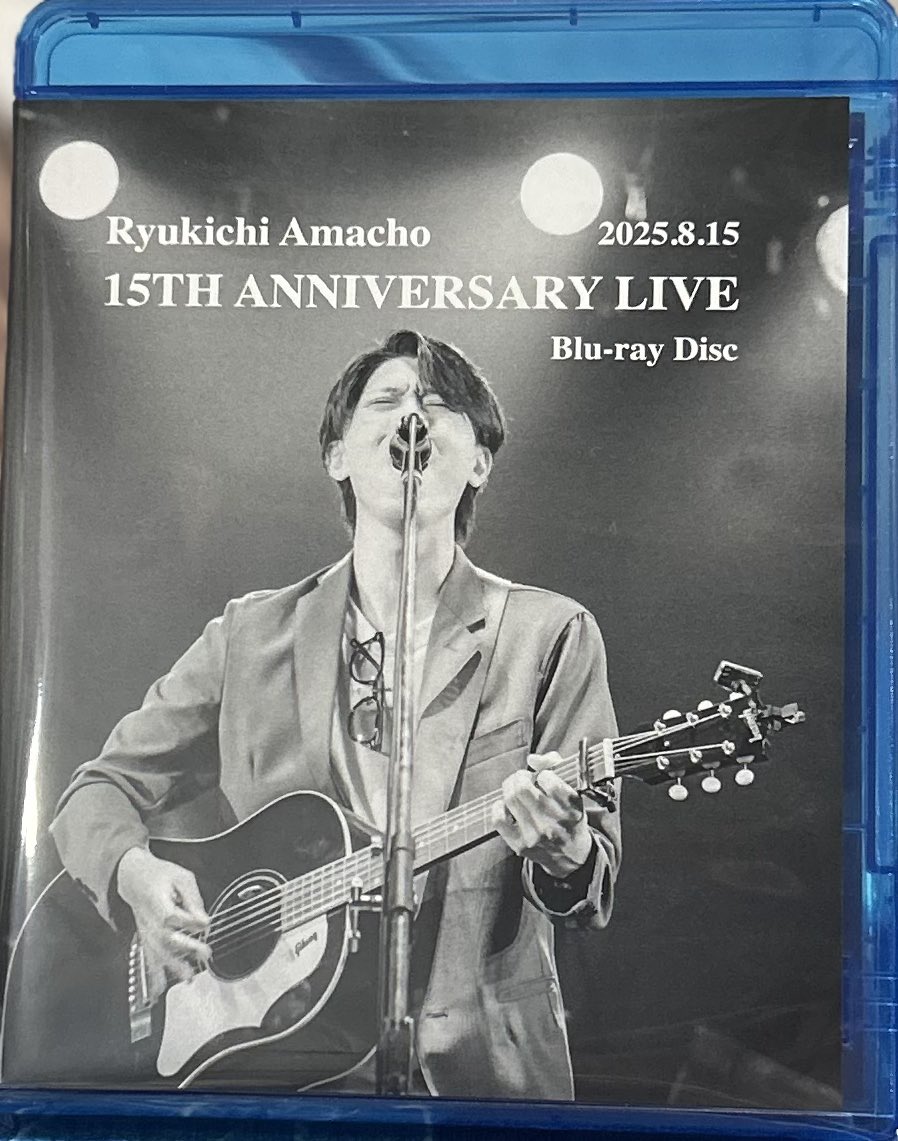 Ryukichi Amacho 2025.8.15
15TH ANNIVERSARY LIVE
Blu-ray Disc
Gibson